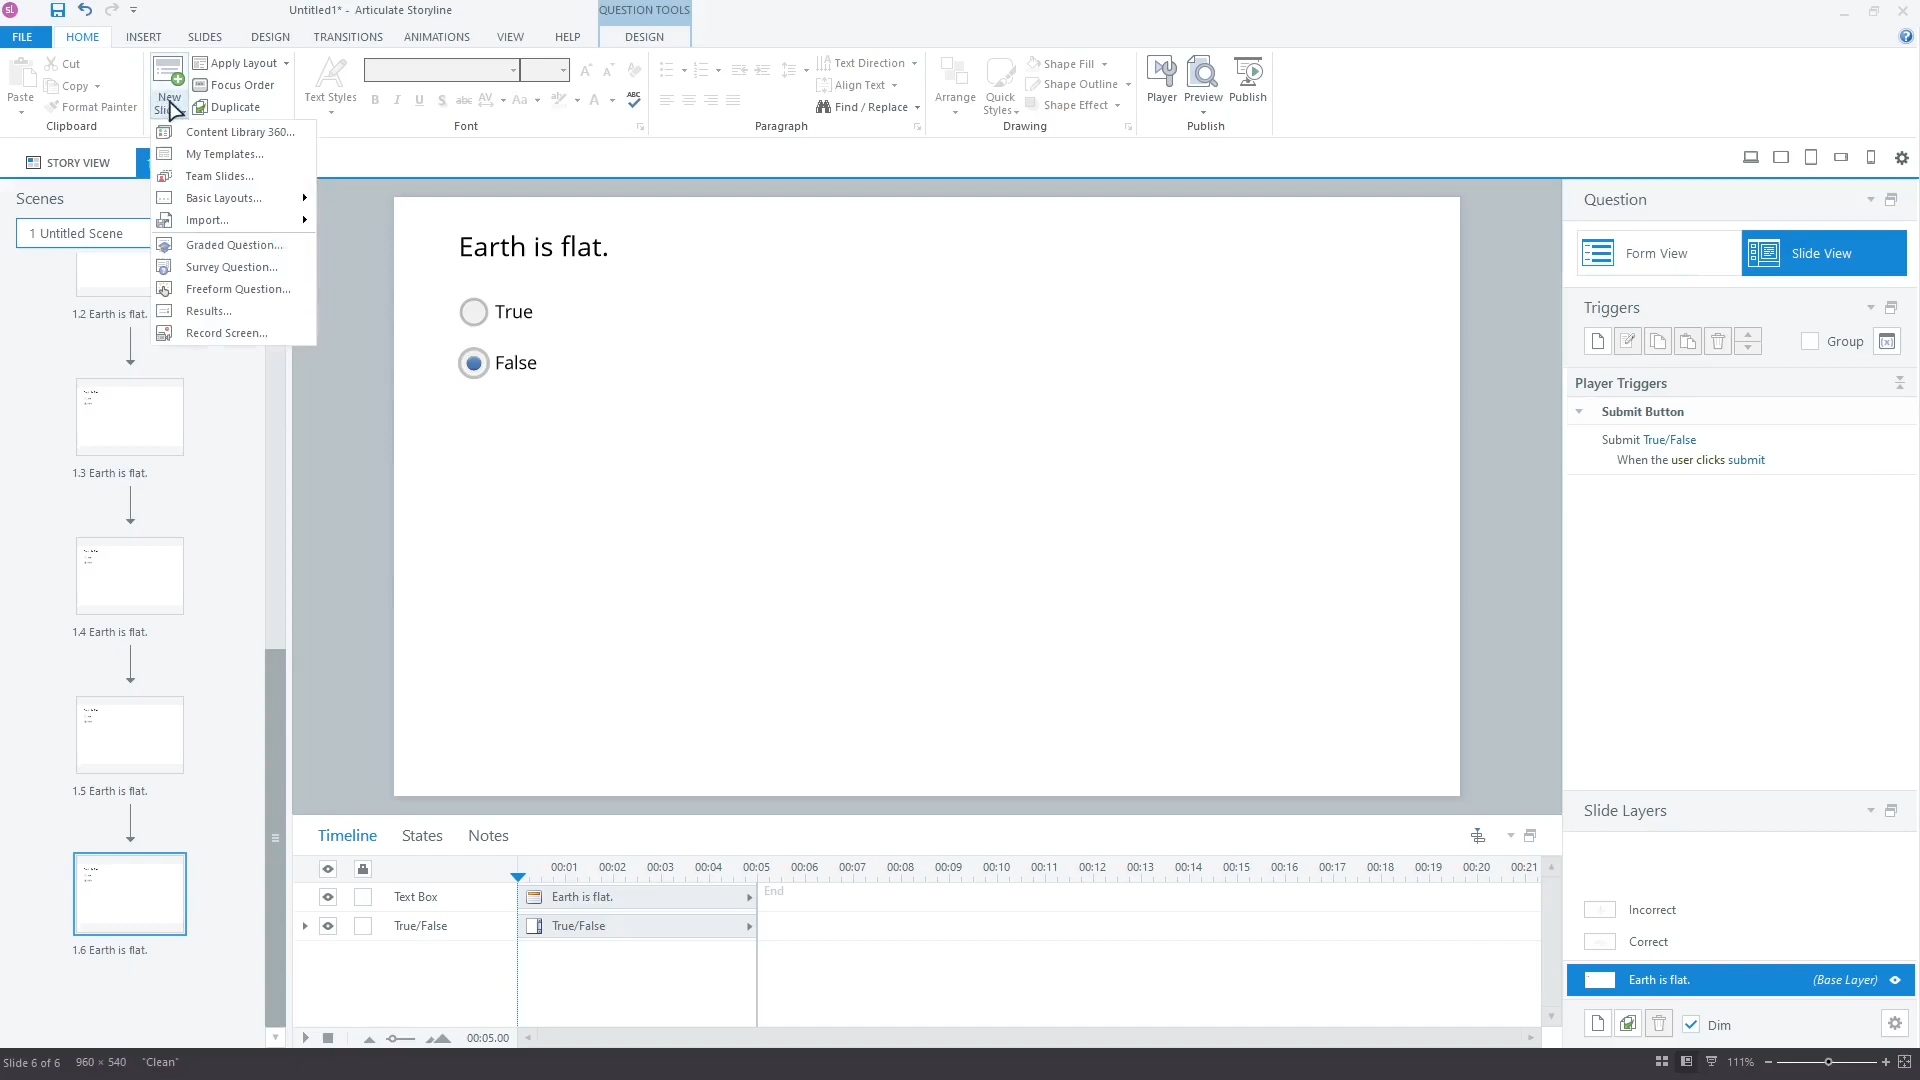 Untitled1* - Articulate Storyline
QUESTION TOOLS
FILE
HOME
INSERT
SLIDES
DESIGN
TRANSITIONS
ANIMATIONS
VIEW
HELP
DESIGN
Paste
Cut
Copy
Format Painter
Clipboard
New
Apply Layout
Focus Order
Duplicate
Text Styles
Font
Text Direction
Align Text
Find / Replace
Paragraph
Arrange
Quick
Styles
Shape Fill
Shape Outline
Shape Effect
Drawing
Player
Preview
Publish
Publish
Content Library 360...
My Templates...
Team Slides...
Basic Layouts...
Import...
Graded Question...
Survey Question...
Freeform Question...
Results...
Record Screen...
STORY VIEW
Scenes
1 Untitled Scene
1.2 Earth is flat.
1.3 Earth is flat.
1.4 Earth is flat.
1.5 Earth is flat.
1.6 Earth is flat.
Earth is flat.
True
False
Question
Form View
Slide View
Triggers
Group
Player Triggers
Submit Button
Submit True/False
When the user clicks submit
Timeline
States
Notes
00:01 00:02 00:03 00:04 00:05 00:06 00:07 00:08 00:09 00:10 00:11 00:12 00:13 00:14 00:15 00:16 00:17 00:18 00:19 00:20 00:21
Text Box
Earth is flat.
End
True/False
True/False
00:05.00
Slide Layers
Incorrect
Correct
Earth is flat.
(Base Layer)
Dim
Slide 6 of 6
960 × 540
"Clean"
111%